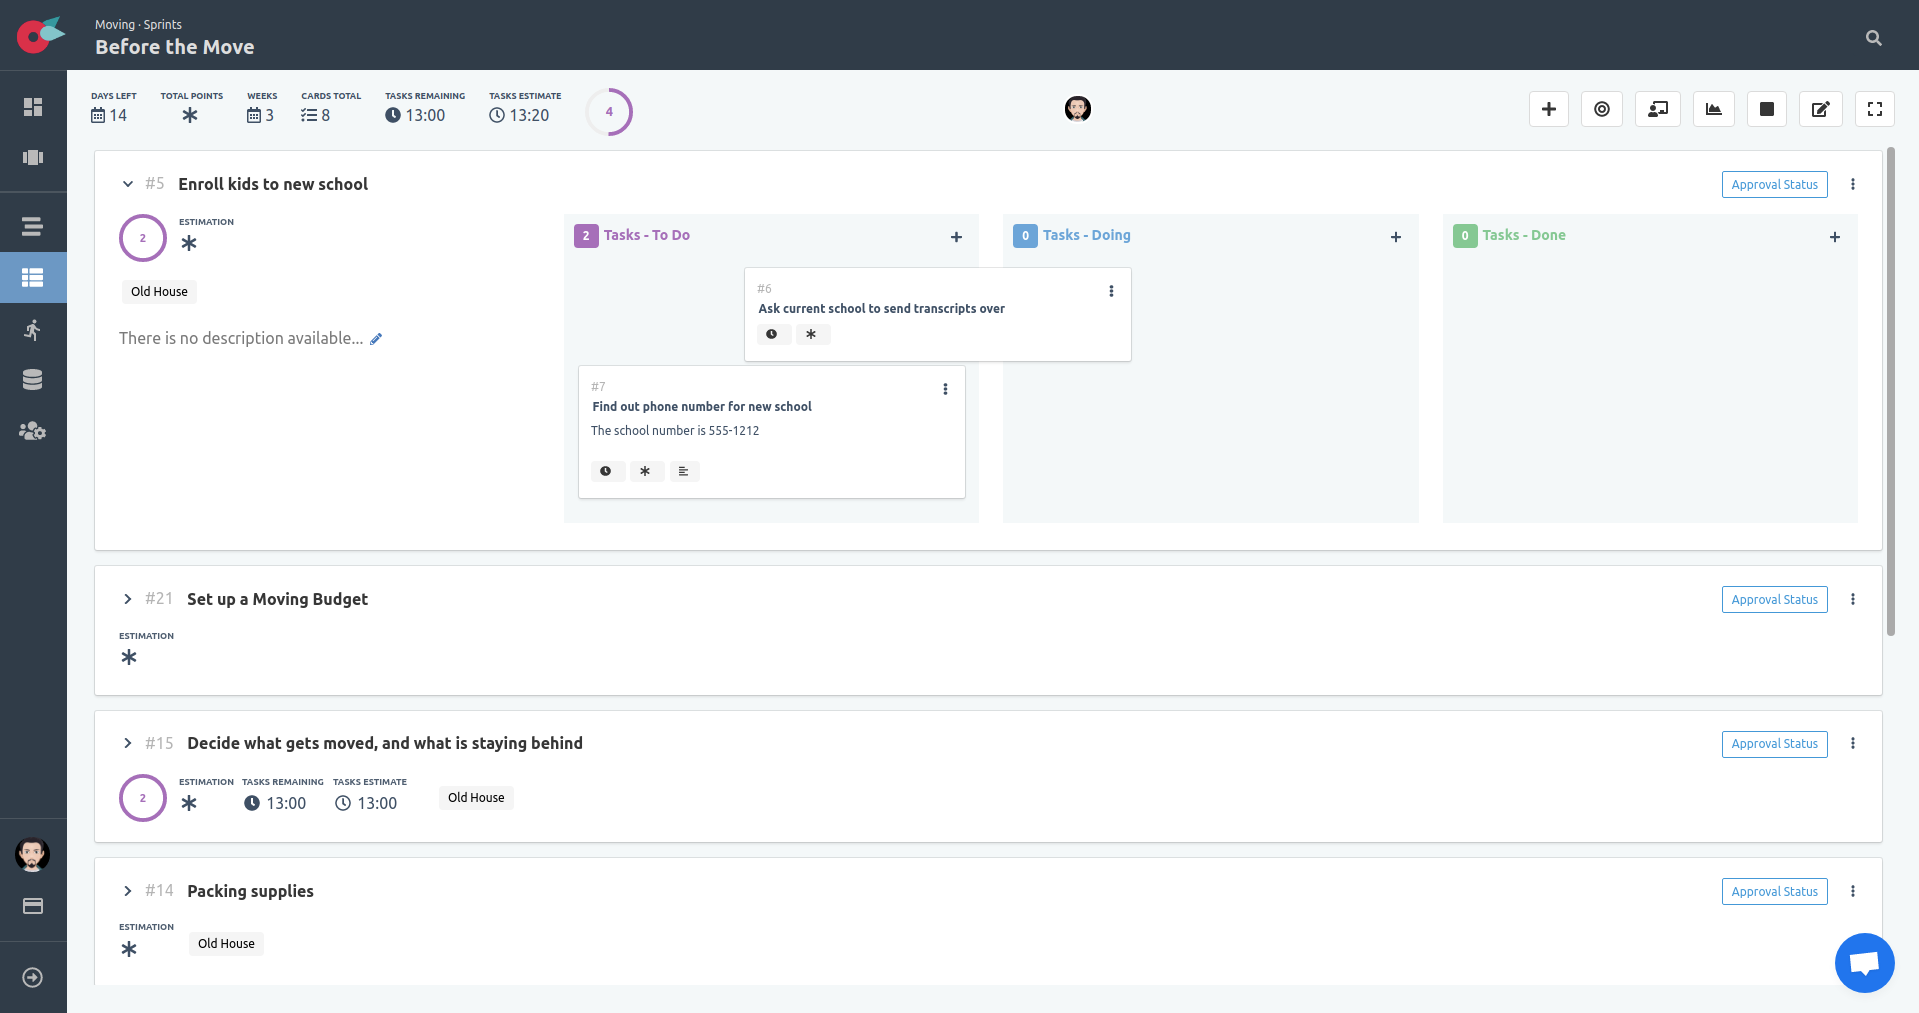 Moving · Sprints
Before the Move
DAYS LEFT
14
TOTAL POINTS
WEEKS
3
CARDS TOTAL
8
TASKS REMAINING
13:00
TASKS ESTIMATE
13:20
4
#5 Enroll kids to new school
Approval Status
2
ESTIMATION
Old House
There is no description available...
2 Tasks - To Do
0 Tasks - Doing
0 Tasks - Done
#6
Ask current school to send transcripts over
#7
Find out phone number for new school
The school number is 555-1212
#21 Set up a Moving Budget
Approval Status
ESTIMATION
#15 Decide what gets moved, and what is staying behind
Approval Status
2
ESTIMATION
TASKS REMAINING
13:00
TASKS ESTIMATE
13:00
Old House
#14 Packing supplies
Approval Status
ESTIMATION
Old House